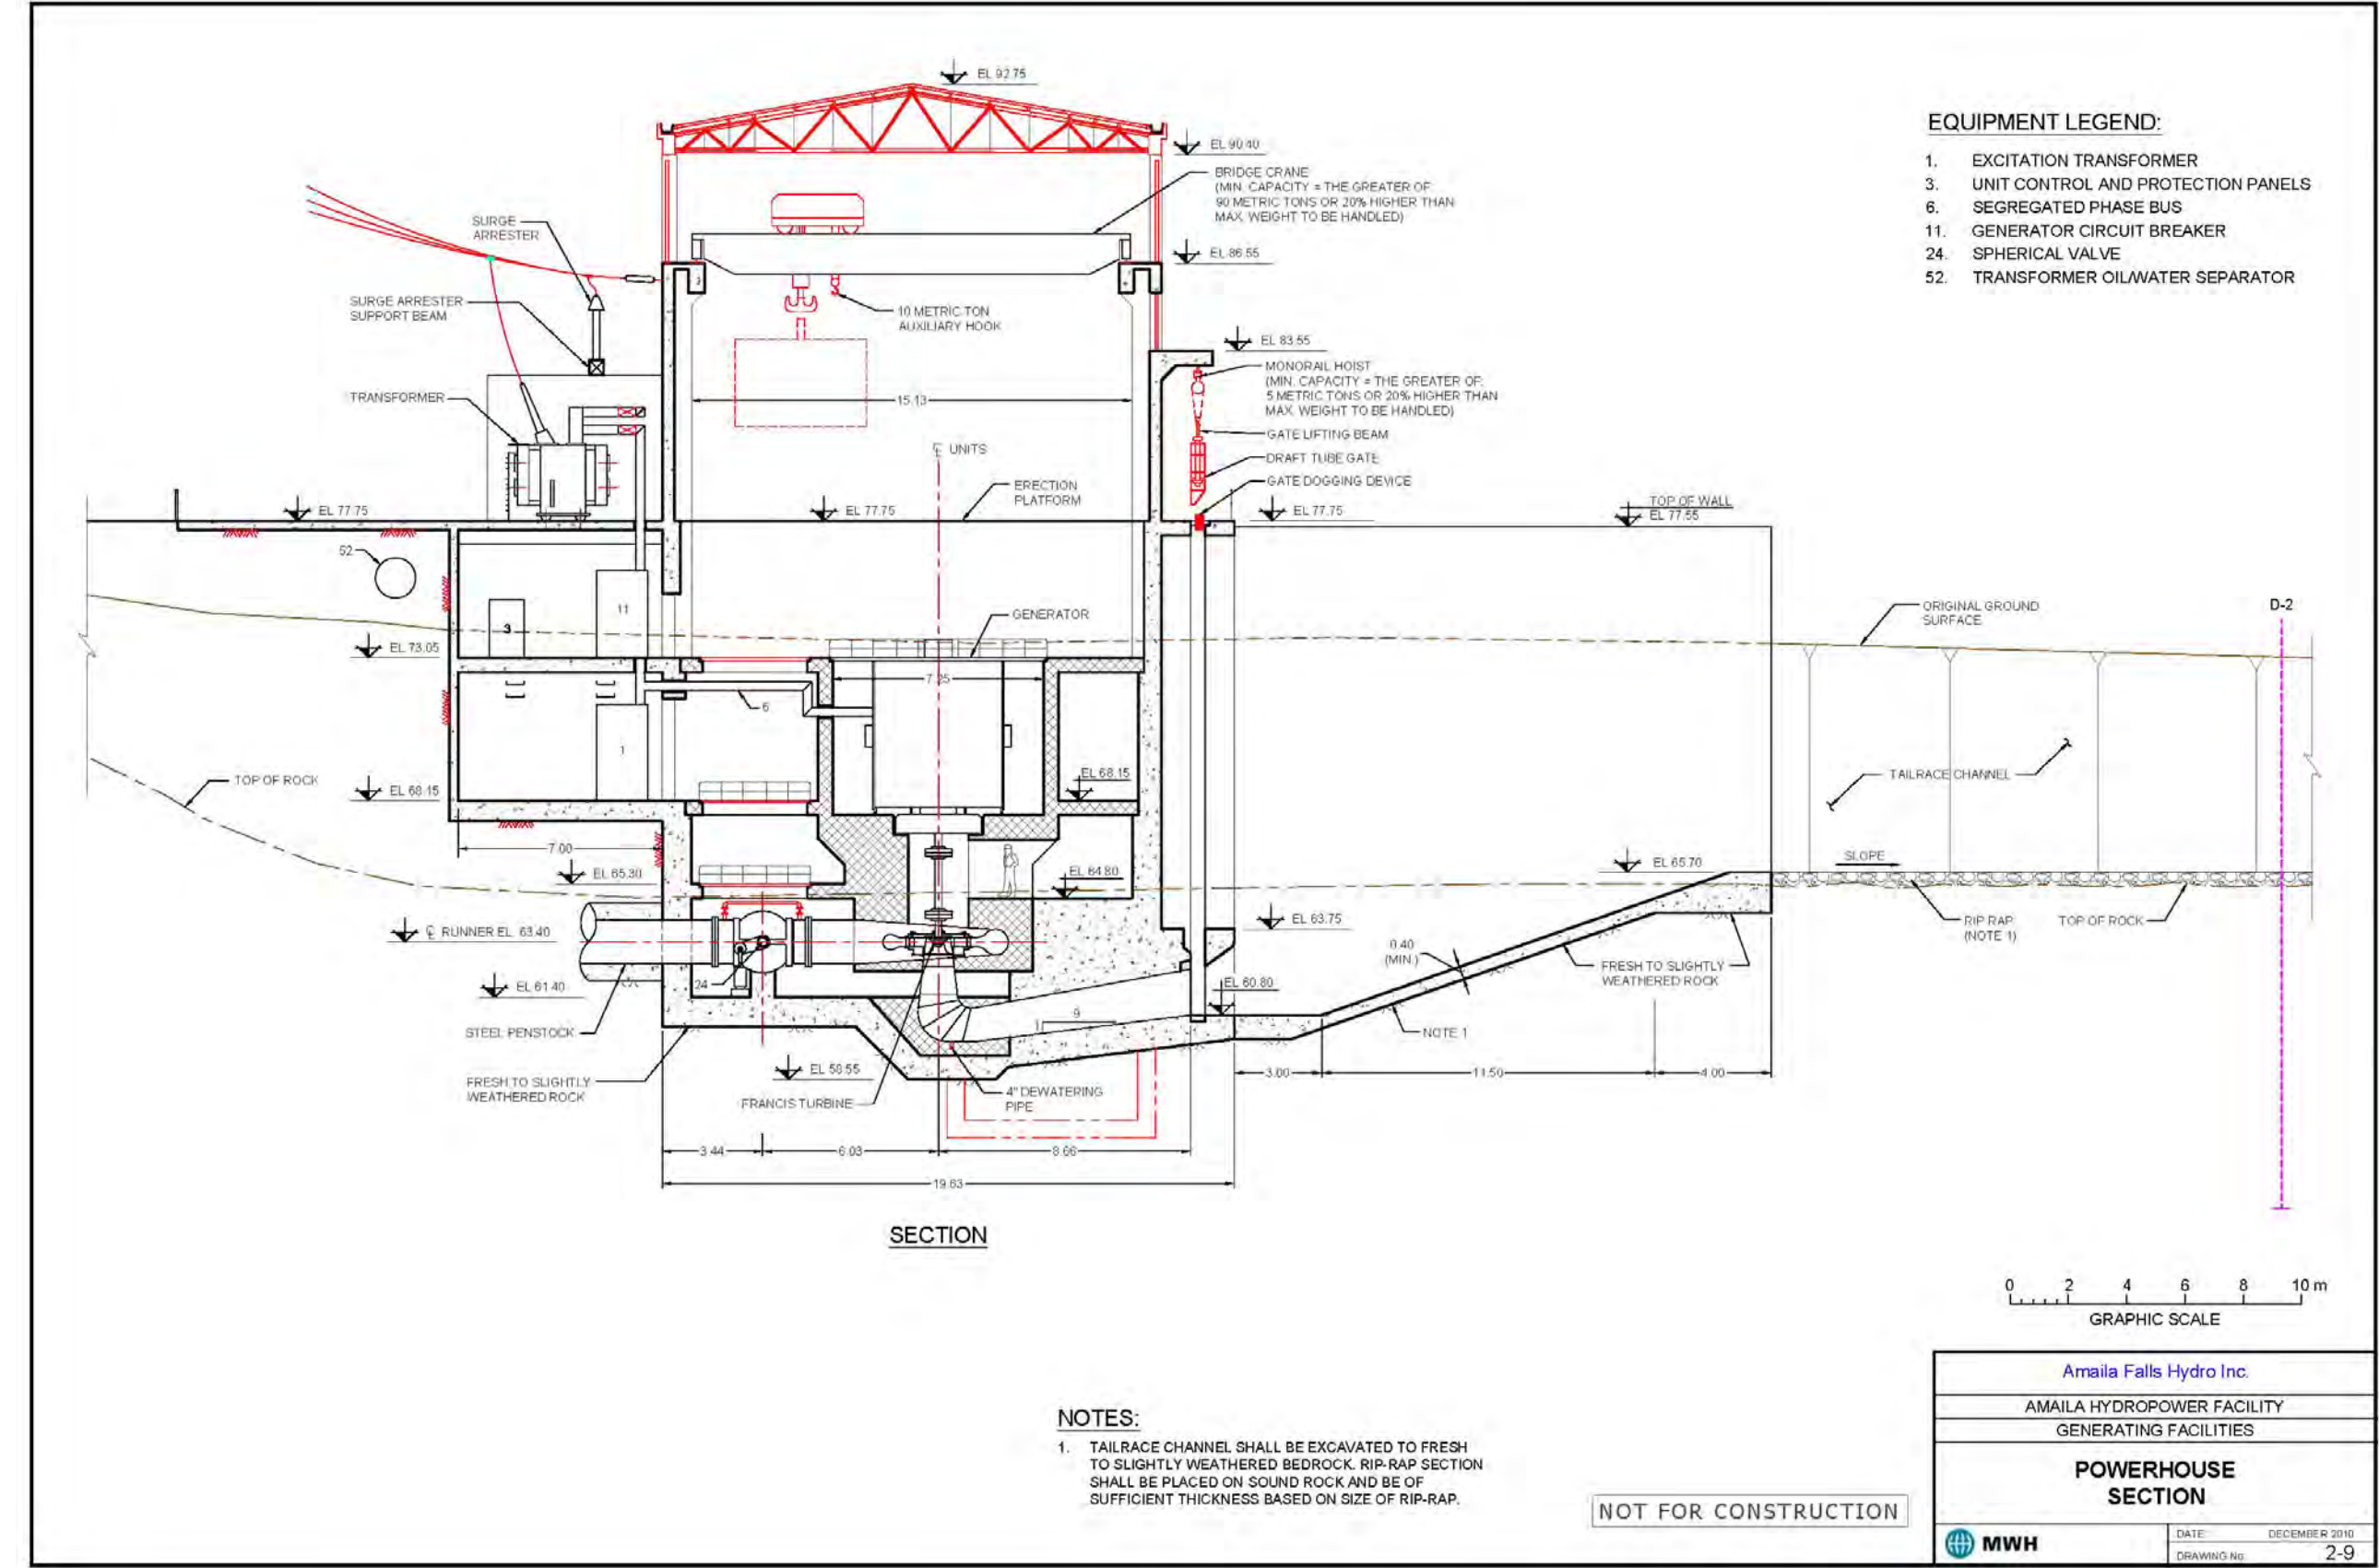 EL 92.75
EL 90.40
BRIDGE CRANE
(MIN. CAPACITY = THE GREATER OF
90 METRIC TONS OR 20% HIGHER THAN
MAX. WEIGHT TO BE HANDLED)
EL 86.55
SURGE
ARRESTER
SURGE ARRESTER
SUPPORT BEAM
10 METRIC TON
AUXILIARY HOOK
EL 83.55
MONORAIL HOIST
(MIN. CAPACITY = THE GREATER OF:
5 METRIC TONS OR 20% HIGHER THAN
MAX. WEIGHT TO BE HANDLED)
TRANSFORMER
15.13
GATE LIFTING BEAM
℄ UNITS
DRAFT TUBE GATE
GATE DOGGING DEVICE
ERECTION
PLATFORM
EL 77.75
EL 77.75
EL 77.75
TOP OF WALL
EL 77.55
52
11
3
GENERATOR
ORIGINAL GROUND
SURFACE
D-2
EL 73.05
6
1
TOP OF ROCK
EL 68.15
EL 68.15
TAILRACE CHANNEL
7.00
EL 65.30
EL 64.80
EL 65.70
SLOPE
℄ RUNNER EL. 63.40
EL 63.75
RIP RAP
(NOTE 1)
TOP OF ROCK
0.40
(MIN.)
FRESH TO SLIGHTLY
WEATHERED ROCK
EL 61.40
24
EL 60.80
STEEL PENSTOCK
9
1
NOTE 1
FRESH TO SLIGHTLY
WEATHERED ROCK
4" DEWATERING
PIPE
FRANCIS TURBINE
3.00
11.50
4.00
3.44
6.03
8.66
19.63
SECTION
EQUIPMENT LEGEND:
1. EXCITATION TRANSFORMER
3. UNIT CONTROL AND PROTECTION PANELS
6. SEGREGATED PHASE BUS
11. GENERATOR CIRCUIT BREAKER
24. SPHERICAL VALVE
52. TRANSFORMER OIL/WATER SEPARATOR
0 2 4 6 8 10 m
GRAPHIC SCALE
NOTES:
1. TAILRACE CHANNEL SHALL BE EXCAVATED TO FRESH
TO SLIGHTLY WEATHERED BEDROCK. RIP-RAP SECTION
SHALL BE PLACED ON SOUND ROCK AND BE OF
SUFFICIENT THICKNESS BASED ON SIZE OF RIP-RAP.
NOT FOR CONSTRUCTION
Amaila Falls Hydro Inc.
AMAILA HYDROPOWER FACILITY
GENERATING FACILITIES
POWERHOUSE
SECTION
MWH
DATE: DECEMBER 2010
DRAWING No. 2-9